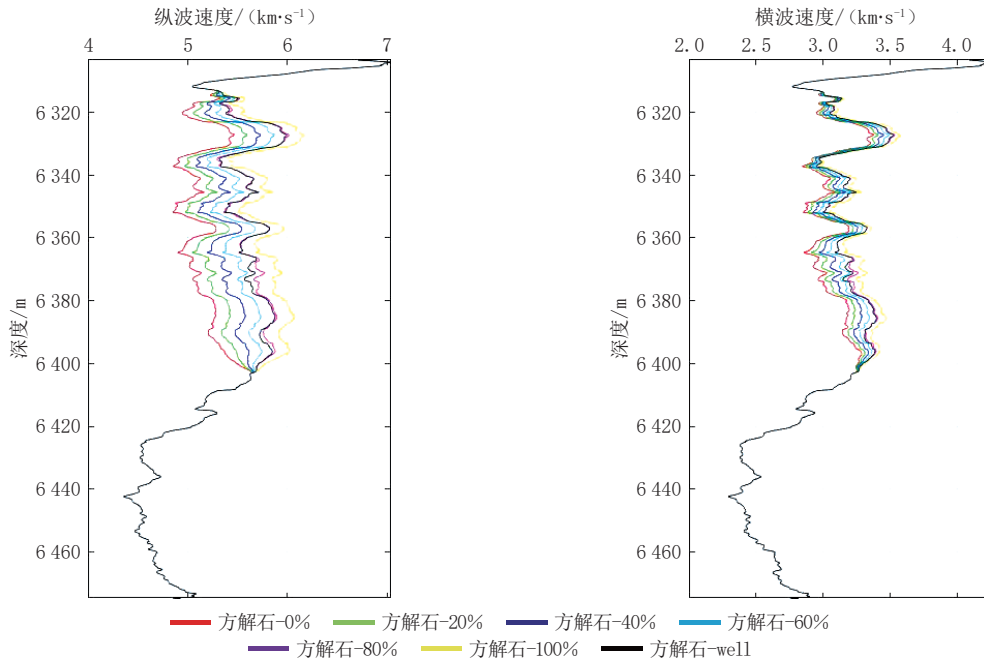 纵波速度/(km·s⁻¹)
4 5 6 7
6 320
6 340
6 360
6 380
6 400
6 420
6 440
6 460
深度/m
横波速度/(km·s⁻¹)
2.0 2.5 3.0 3.5 4.0
6 320
6 340
6 360
6 380
6 400
6 420
6 440
6 460
深度/m
方解石-0% 方解石-20% 方解石-40% 方解石-60%
方解石-80% 方解石-100% 方解石-well